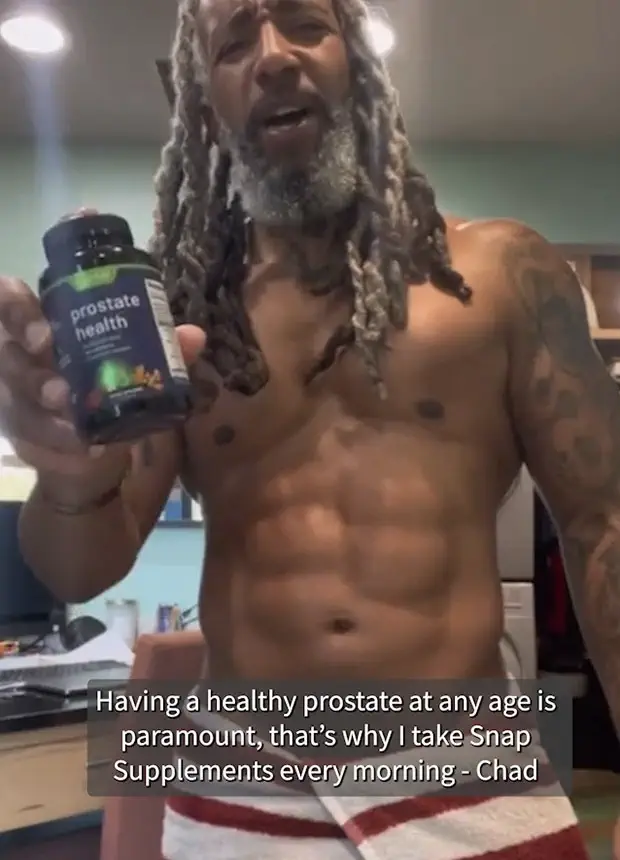 prostate
health
Having a healthy prostate at any age is
paramount, that's why I take Snap
Supplements every morning - Chad